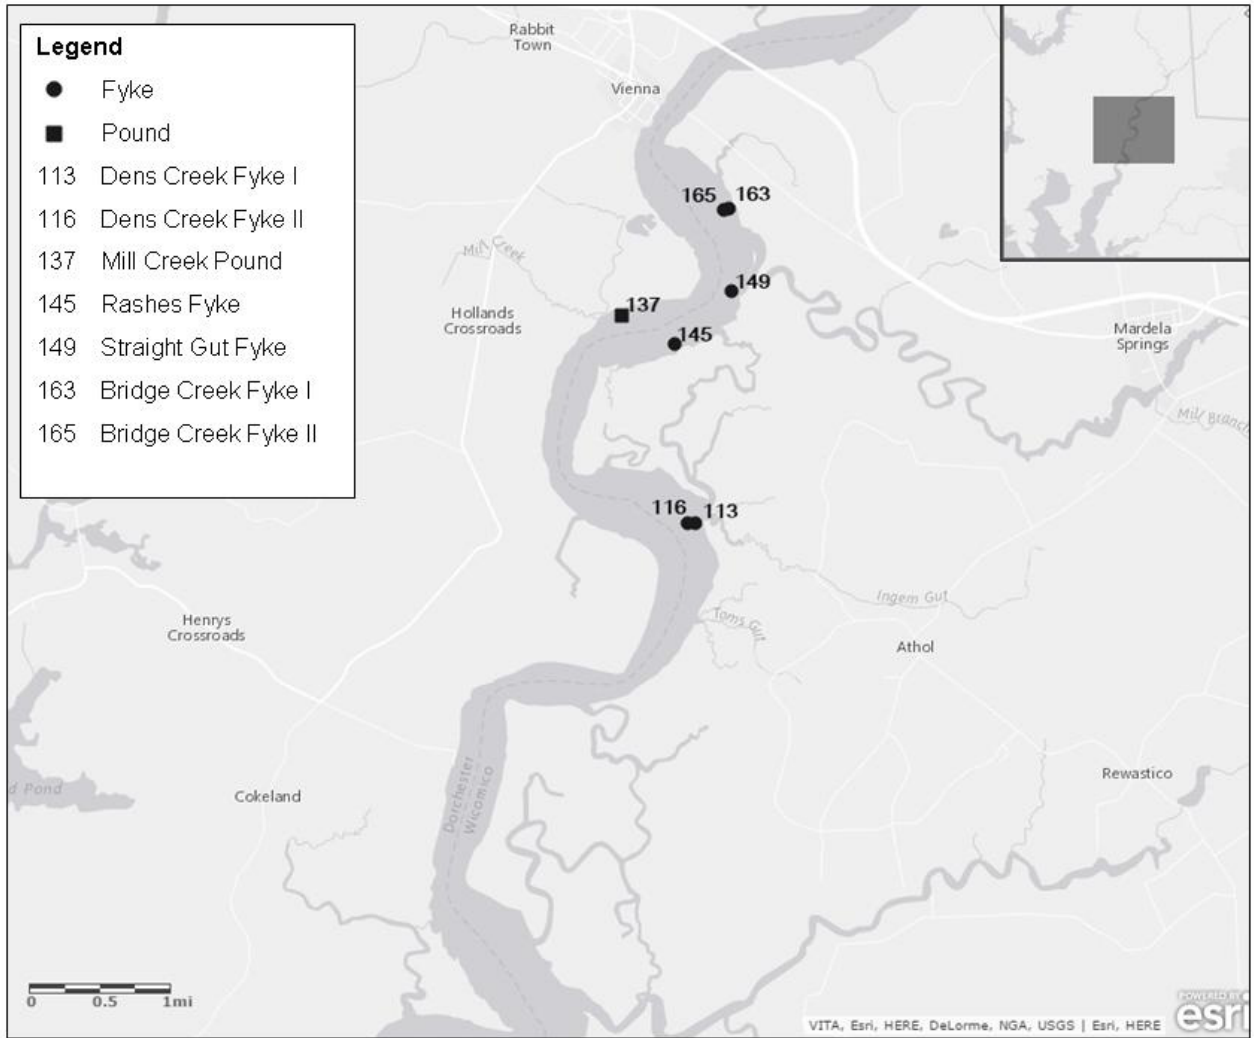 Legend
Fyke
Pound
113 Dens Creek Fyke I
116 Dens Creek Fyke II
137 Mill Creek Pound
145 Rashes Fyke
149 Straight Gut Fyke
163 Bridge Creek Fyke I
165 Bridge Creek Fyke II
Rabbit
Town
Vienna
165 163
149
Mill Creek
137
Hollands
Crossroads
145
Mardela
Springs
Mill Branch
116 113
Ingem Gut
Henrys
Crossroads
Toms Gut
Athol
Dorchester
Wicomico
Rewastico
d Pond
Cokeland
0 0.5 1mi
POWERED BY
esri
VITA, Esri, HERE, DeLorme, NGA, USGS | Esri, HERE